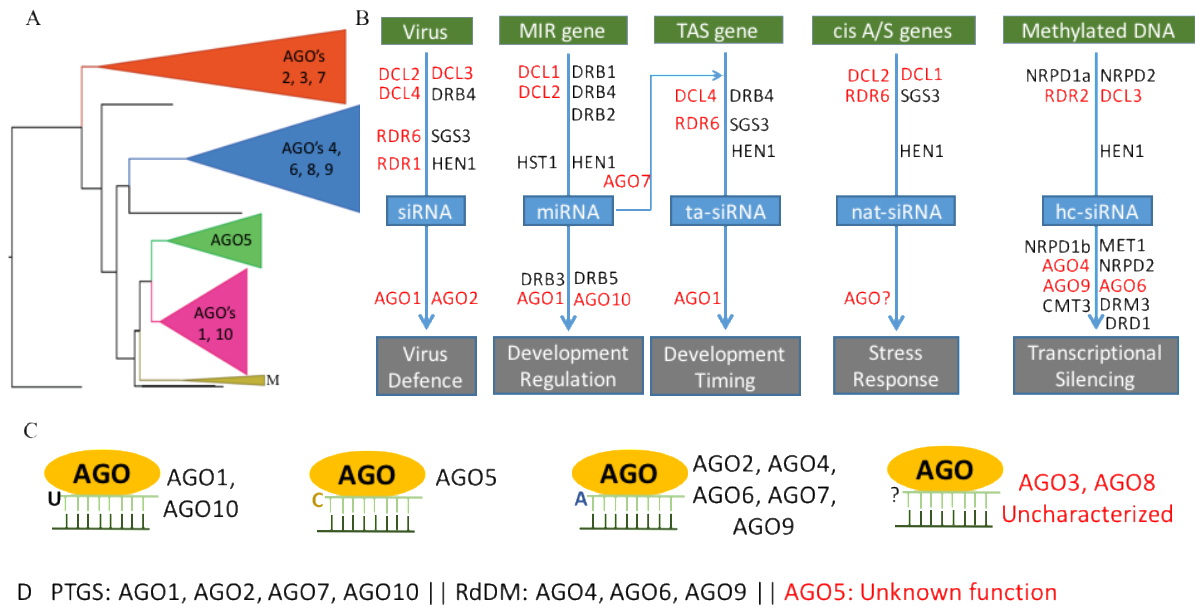 A
AGO's
2, 3, 7
AGO's 4,
6, 8, 9
AGO5
AGO's
1, 10
M
B
Virus
DCL2 DCL3
DCL4 DRB4
RDR6 SGS3
RDR1 HEN1
siRNA
AGO1 AGO2
Virus
Defence
MIR gene
DCL1 DRB1
DCL2 DRB4
DRB2
HST1 HEN1
AGO7
miRNA
DRB3 DRB5
AGO1 AGO10
Development
Regulation
TAS gene
DCL4 DRB4
RDR6 SGS3
HEN1
ta-siRNA
AGO1
Development
Timing
cis A/S genes
DCL2 DCL1
RDR6 SGS3
HEN1
nat-siRNA
AGO?
Stress
Response
Methylated DNA
NRPD1a NRPD2
RDR2 DCL3
HEN1
hc-siRNA
NRPD1b MET1
AGO4 NRPD2
AGO9 AGO6
CMT3 DRM3
DRD1
Transcriptional
Silencing
C
AGO
U
AGO1,
AGO10
AGO
C
AGO5
AGO
A
AGO2, AGO4,
AGO6, AGO7,
AGO9
AGO
?
AGO3, AGO8
Uncharacterized
D PTGS: AGO1, AGO2, AGO7, AGO10 || RdDM: AGO4, AGO6, AGO9 || AGO5: Unknown function